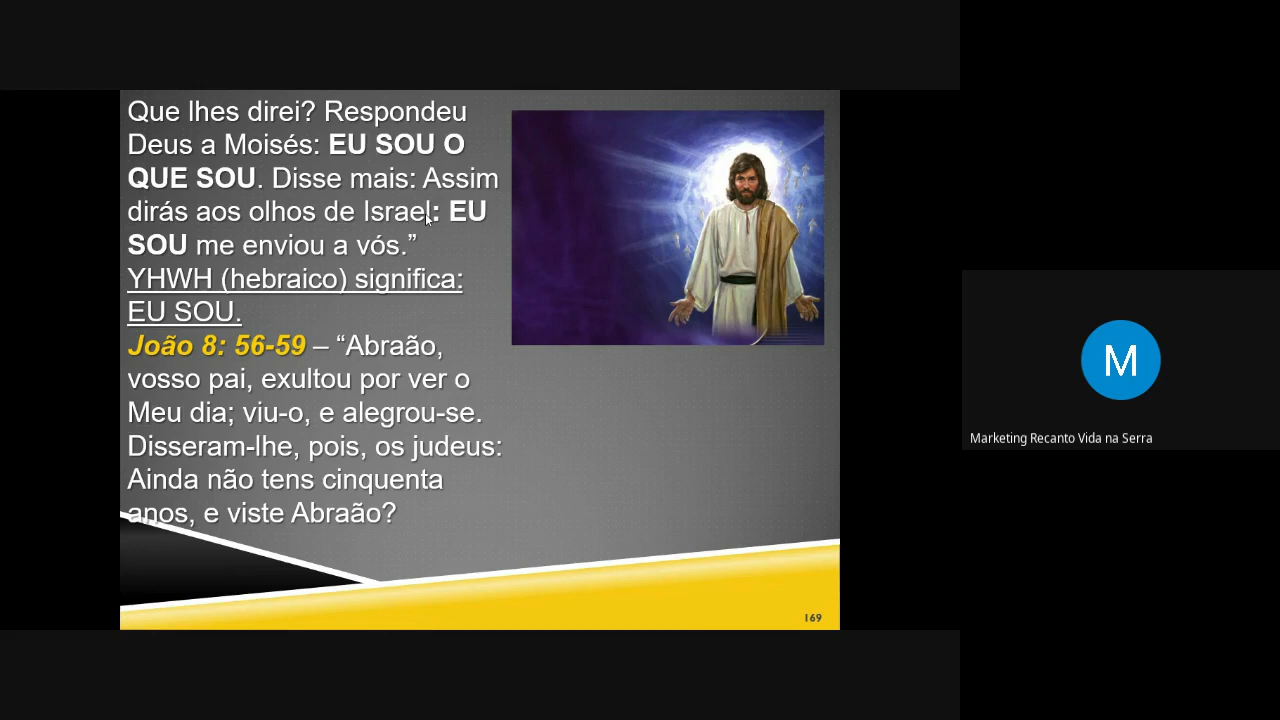 Que lhes direi? Respondeu
Deus a Moisés: EU SOU O
QUE SOU. Disse mais: Assim
dirás aos olhos de Israel: EU
SOU me enviou a vós.”
YHWH (hebraico) significa:
EU SOU.
João 8: 56-59 – “Abraão,
vosso pai, exultou por ver o
Meu dia; viu-o, e alegrou-se.
Disseram-lhe, pois, os judeus:
Ainda não tens cinquenta
anos, e viste Abraão?
169
M
Marketing Recanto Vida na Serra